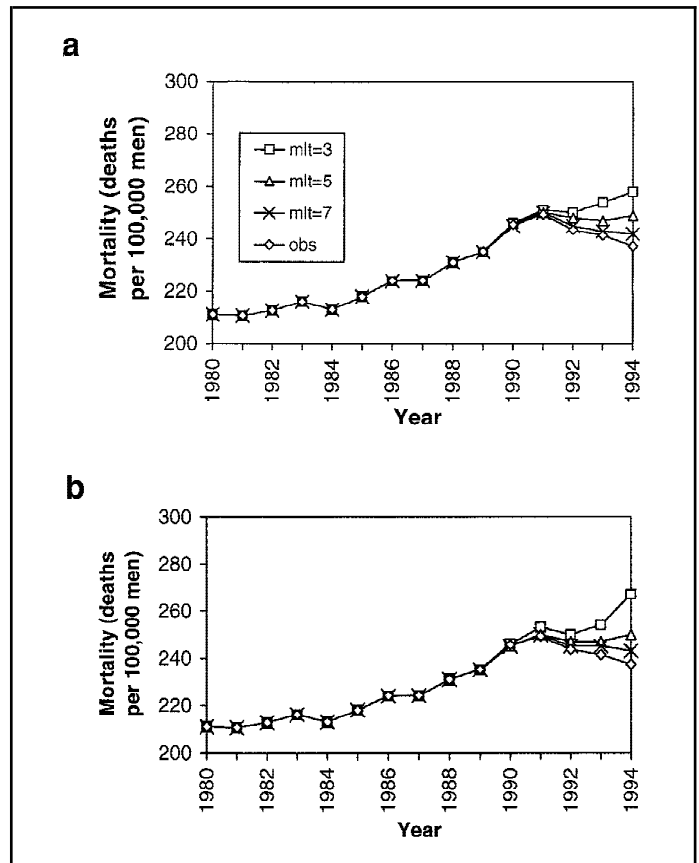 a
Mortality (deaths
per 100,000 men)
300
280
260
240
220
200
mlt=3
mlt=5
mlt=7
obs
1980
1982
1984
1986
1988
1990
1992
1994
Year
b
Mortality (deaths
per 100,000 men)
300
280
260
240
220
200
1980
1982
1984
1986
1988
1990
1992
1994
Year